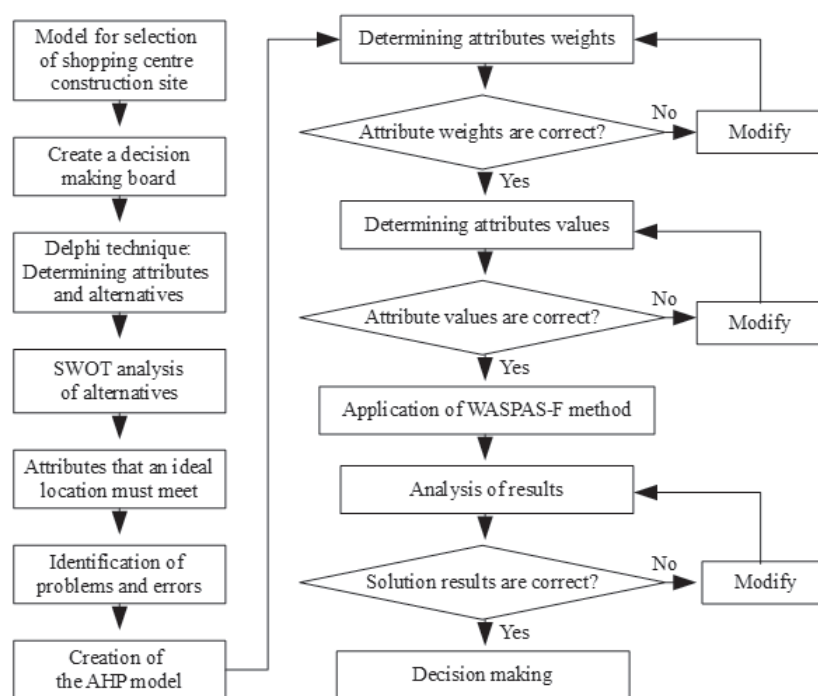 Model for selection
of shopping centre
construction site
Create a decision
making board
Delphi technique:
Determining attributes
and alternatives
SWOT analysis
of alternatives
Attributes that an ideal
location must meet
Identification of
problems and errors
Creation of
the AHP model
Determining attributes weights
Attribute weights are correct?
No
Modify
Yes
Determining attributes values
Attribute values are correct?
No
Modify
Yes
Application of WASPAS-F method
Analysis of results
Solution results are correct?
No
Modify
Yes
Decision making